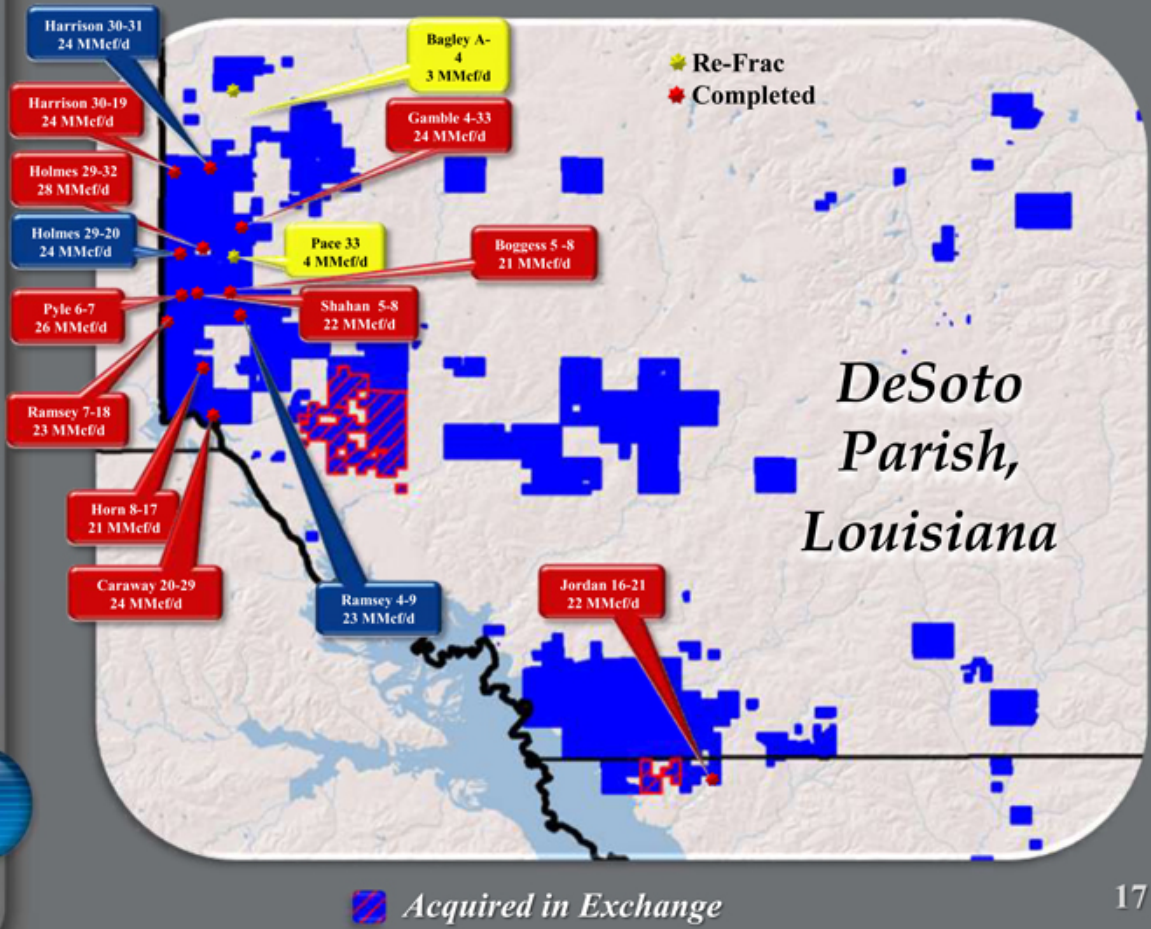 Harrison 30-31
24 MMcf/d
Bagley A-
4
3 MMcf/d
Re-Frac
Completed
Harrison 30-19
24 MMcf/d
Gamble 4-33
24 MMcf/d
Holmes 29-32
28 MMcf/d
Holmes 29-20
24 MMcf/d
Pace 33
4 MMcf/d
Boggess 5 -8
21 MMcf/d
Pyle 6-7
26 MMcf/d
Shahan 5-8
22 MMcf/d
Ramsey 7-18
23 MMcf/d
DeSoto
Parish,
Louisiana
Horn 8-17
21 MMcf/d
Caraway 20-29
24 MMcf/d
Ramsey 4-9
23 MMcf/d
Jordan 16-21
22 MMcf/d
Acquired in Exchange
17